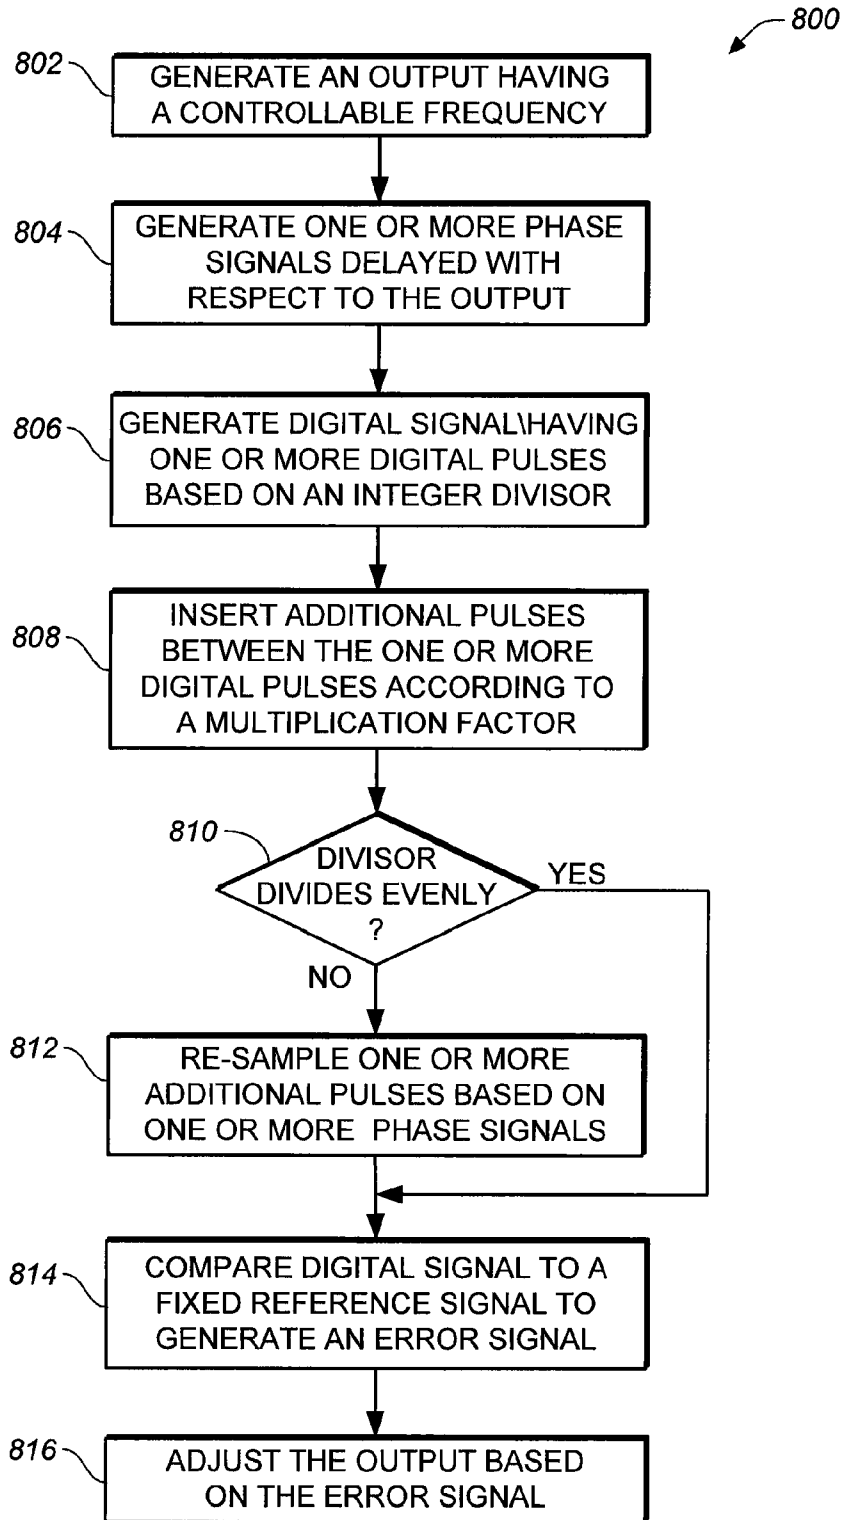 800
802
GENERATE AN OUTPUT HAVING
A CONTROLLABLE FREQUENCY
804
GENERATE ONE OR MORE PHASE
SIGNALS DELAYED WITH
RESPECT TO THE OUTPUT
806
GENERATE DIGITAL SIGNAL\HAVING
ONE OR MORE DIGITAL PULSES
BASED ON AN INTEGER DIVISOR
808
INSERT ADDITIONAL PULSES
BETWEEN THE ONE OR MORE
DIGITAL PULSES ACCORDING TO
A MULTIPLICATION FACTOR
810
DIVISOR
DIVIDES EVENLY
?
YES
NO
812
RE-SAMPLE ONE OR MORE
ADDITIONAL PULSES BASED ON
ONE OR MORE PHASE SIGNALS
814
COMPARE DIGITAL SIGNAL TO A
FIXED REFERENCE SIGNAL TO
GENERATE AN ERROR SIGNAL
816
ADJUST THE OUTPUT BASED
ON THE ERROR SIGNAL